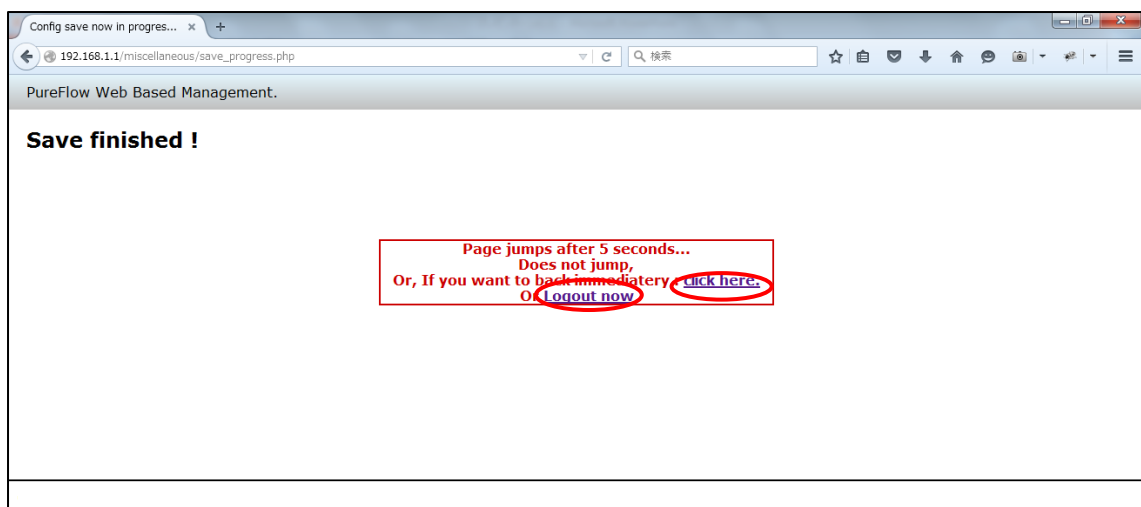 Config save now in progres...
192.168.1.1/miscellaneous/save_progress.php
検索
PureFlow Web Based Management.
Save finished !
Page jumps after 5 seconds...
Does not jump,
Or, If you want to back immediatery : click here.
Or Logout now